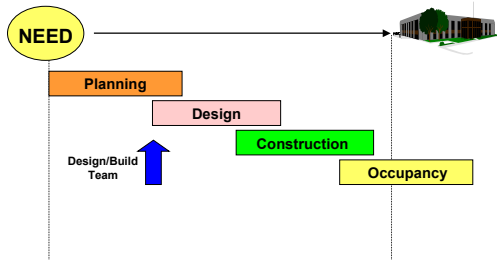 NEED
Planning
Design
Construction
Design/Build
Team
Occupancy